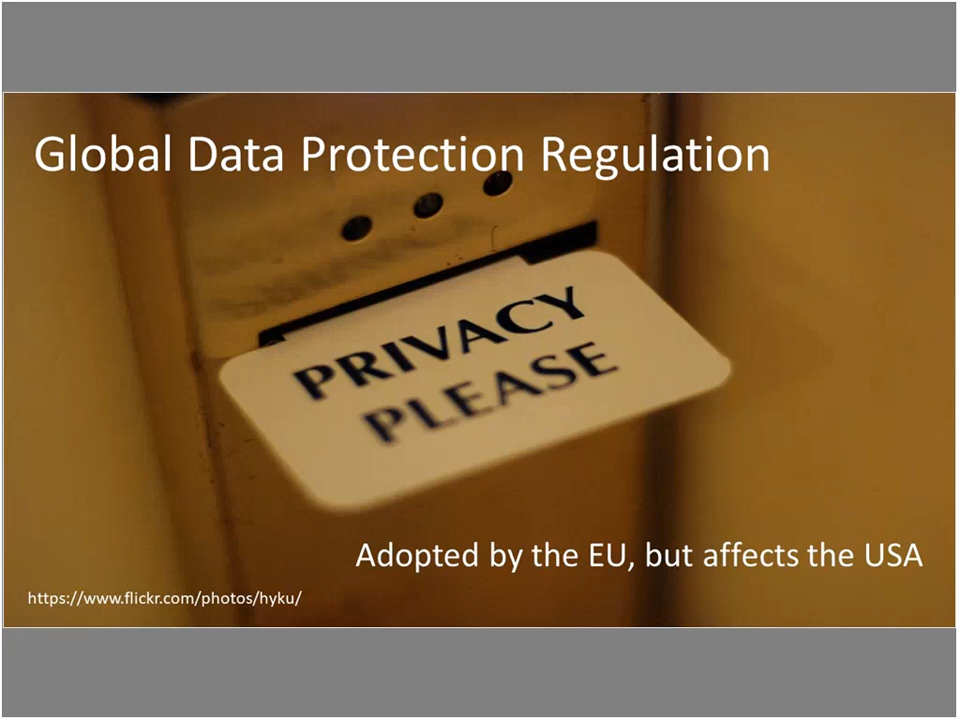 Global Data Protection Regulation
PRIVACY
PLEASE
Adopted by the EU, but affects the USA
https://www.flickr.com/photos/hyku/